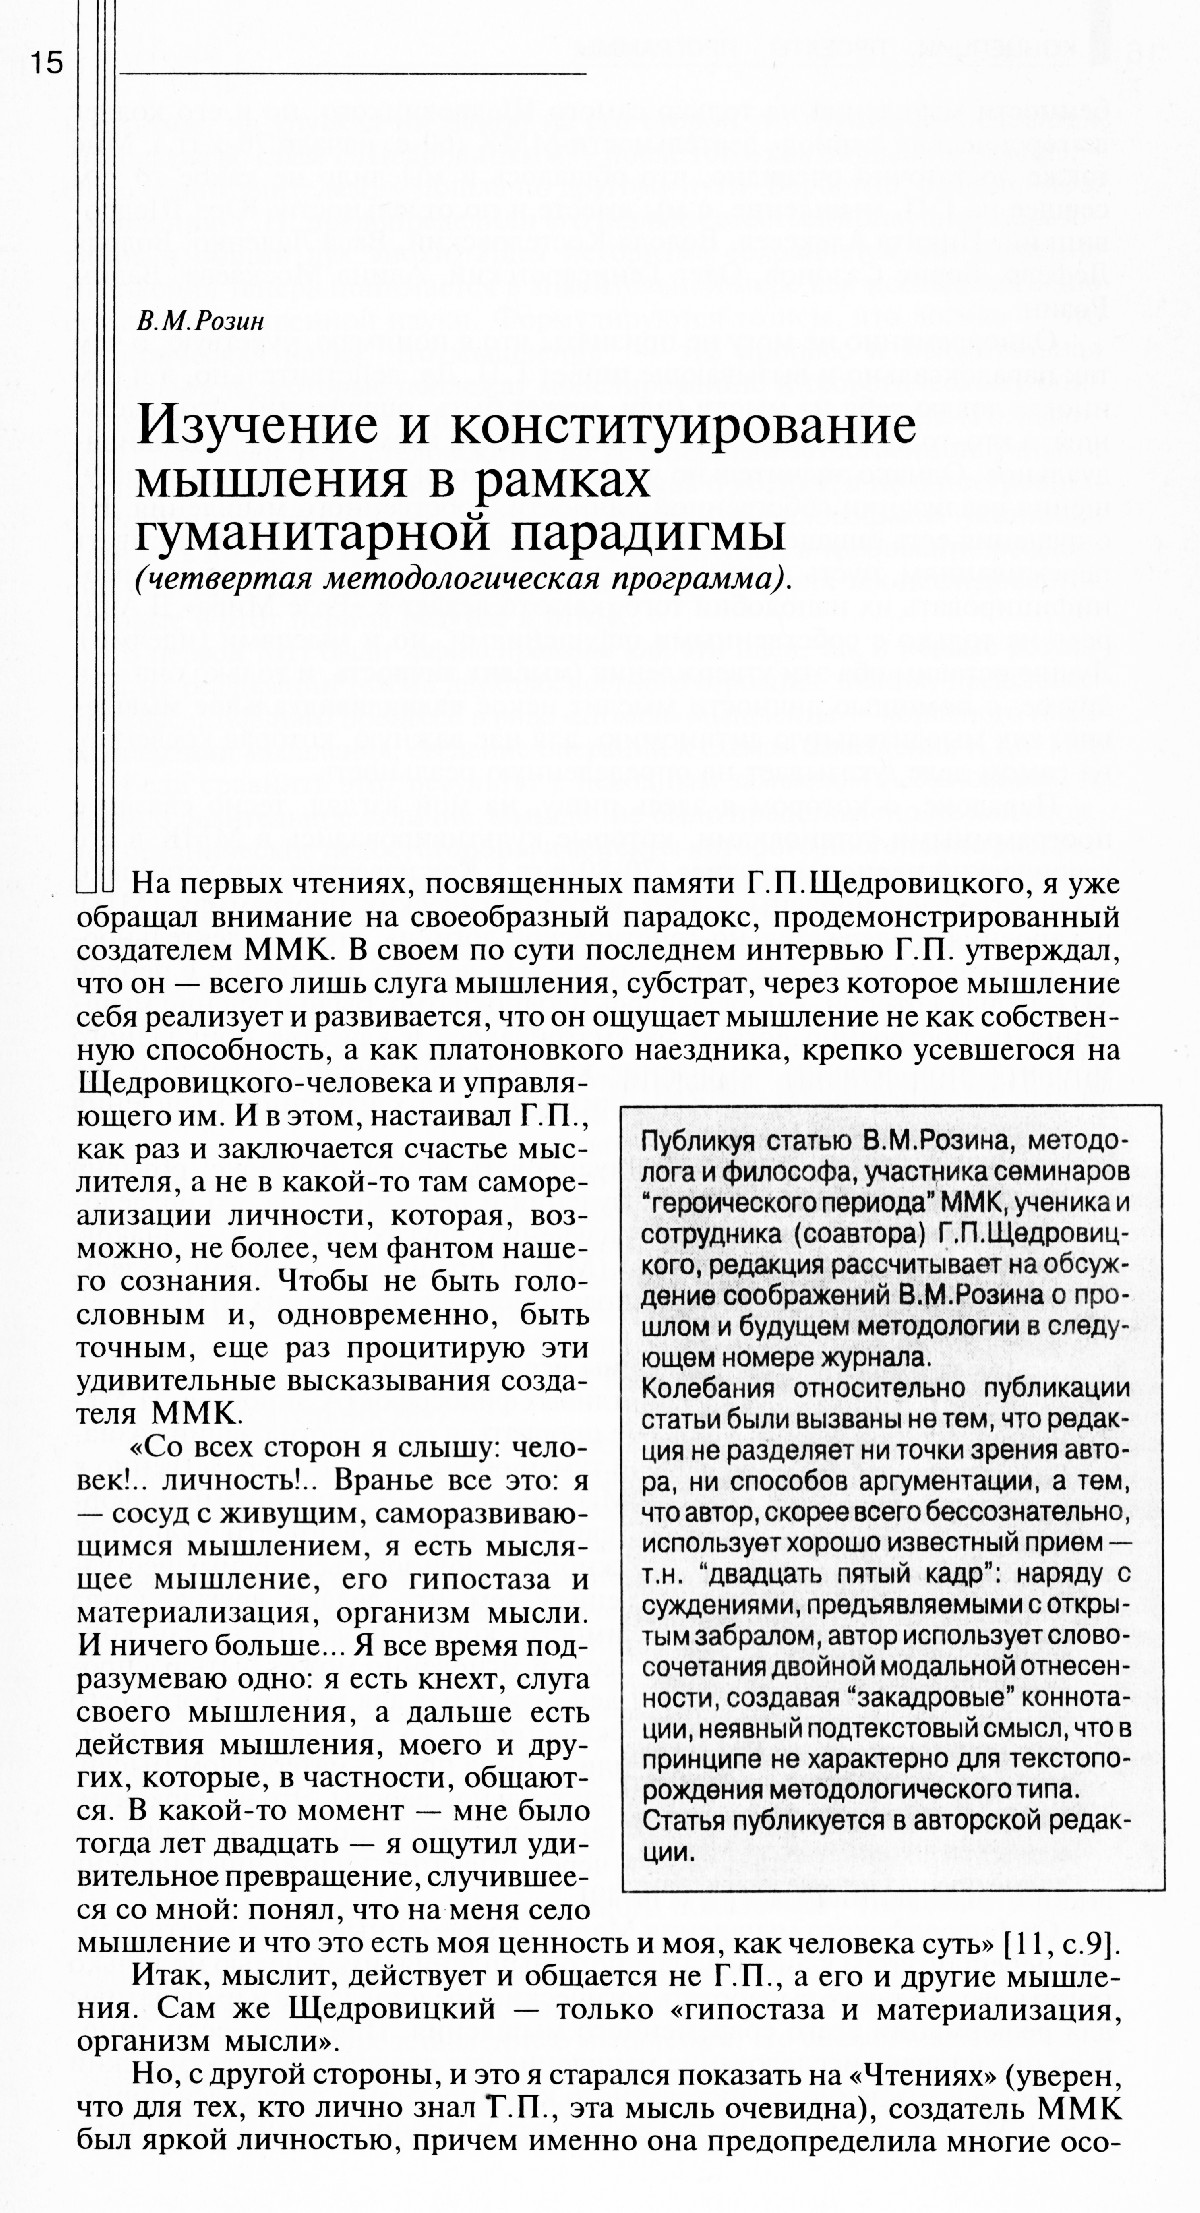 15
В.М.Розин
Изучение и конституирование
мышления в рамках
гуманитарной парадигмы
(четвертая методологическая программа).
На первых чтениях, посвященных памяти Г.П.Щедровицкого, я уже
обращал внимание на своеобразный парадокс, продемонстрированный
создателем ММК. В своем по сути последнем интервью Г.П. утверждал,
что он — всего лишь слуга мышления, субстрат, через которое мышление
себя реализует и развивается, что он ощущает мышление не как собствен-
ную способность, а как платоновкого наездника, крепко усевшегося на
Щедровицкого-человека и управля-
ющего им. И в этом, настаивал Г.П.,
как раз и заключается счастье мыс-
лителя, а не в какой-то там саморе-
ализации личности, которая, воз-
можно, не более, чем фантом наше-
го сознания. Чтобы не быть голо-
словным и, одновременно, быть
точным, еще раз процитирую эти
удивительные высказывания созда-
теля ММК.
«Со всех сторон я слышу: чело-
век!.. личность!.. Вранье все это: я
— сосуд с живущим, саморазвиваю-
щимся мышлением, я есть мысля-
щее мышление, его гипостаза и
материализация, организм мысли.
И ничего больше... Я все время под-
разумеваю одно: я есть кнехт, слуга
своего мышления, а дальше есть
действия мышления, моего и дру-
гих, которые, в частности, общают-
ся. В какой-то момент — мне было
тогда лет двадцать — я ощутил уди-
вительное превращение, случившее-
ся со мной: понял, что на меня село
мышление и что это есть моя ценность и моя, как человека суть» [11, с.9].
Итак, мыслит, действует и общается не Г.П., а его и другие мышле-
ния. Сам же Щедровицкий — только «гипостаза и материализация,
организм мысли».
Но, с другой стороны, и это я старался показать на «Чтениях» (уверен,
что для тех, кто лично знал Г.П., эта мысль очевидна), создатель ММК
был яркой личностью, причем именно она предопределила многие осо-
Публикуя статью В.М.Розина, методо-
лога и философа, участника семинаров
“героического периода” ММК, ученика и
сотрудника (соавтора) Г.П.Щедровиц-
кого, редакция рассчитывает на обсуж-
дение соображений В.М.Розина о про-
шлом и будущем методологии в следу-
ющем номере журнала.
Колебания относительно публикации
статьи были вызваны не тем, что редак-
ция не разделяет ни точки зрения авто-
ра, ни способов аргументации, а тем,
что автор, скорее всего бессознательно,
использует хорошо известный прием —
т.н. “двадцать пятый кадр”: наряду с
суждениями, предъявляемыми с откры-
тым забралом, автор использует слово-
сочетания двойной модальной отнесен-
ности, создавая “закадровые” коннота-
ции, неявный подтекстовый смысл, что в
принципе не характерно для текстопо-
рождения методологического типа.
Статья публикуется в авторской редак-
ции.